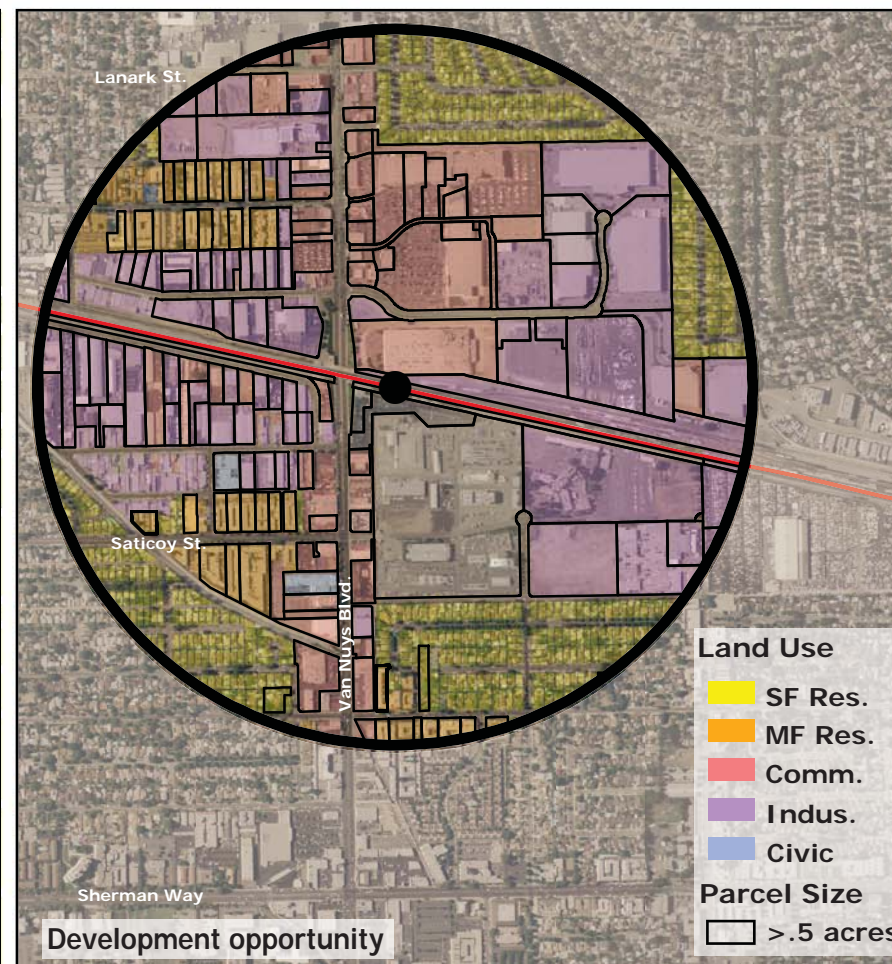 Lanark St.
Saticoy St.
Van Nuys Blvd.
Land Use
SF Res.
MF Res.
Comm.
Indus.
Civic
Parcel Size
>.5 acres
Sherman Way
Development opportunity